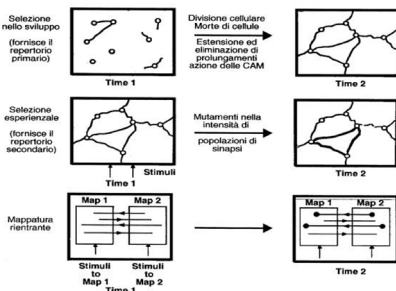 Selezione
nello sviluppo
(fornisce il
repertorio
primario)
Time 1
Divisione cellulare
Morte di cellule
Estensione ed
eliminazione di
prolungamenti
azione delle CAM
Time 2
Selezione
esperienziale
(fornisce il
repertorio
secondario)
Stimuli
Time 1
Mutamenti nella
intensità di
popolazioni di
sinapsi
Time 2
Mappatura
rientrante
Map 1 Map 2
Stimuli to Map 1
Stimuli to Map 2
Time 1
Map 1 Map 2
Time 2